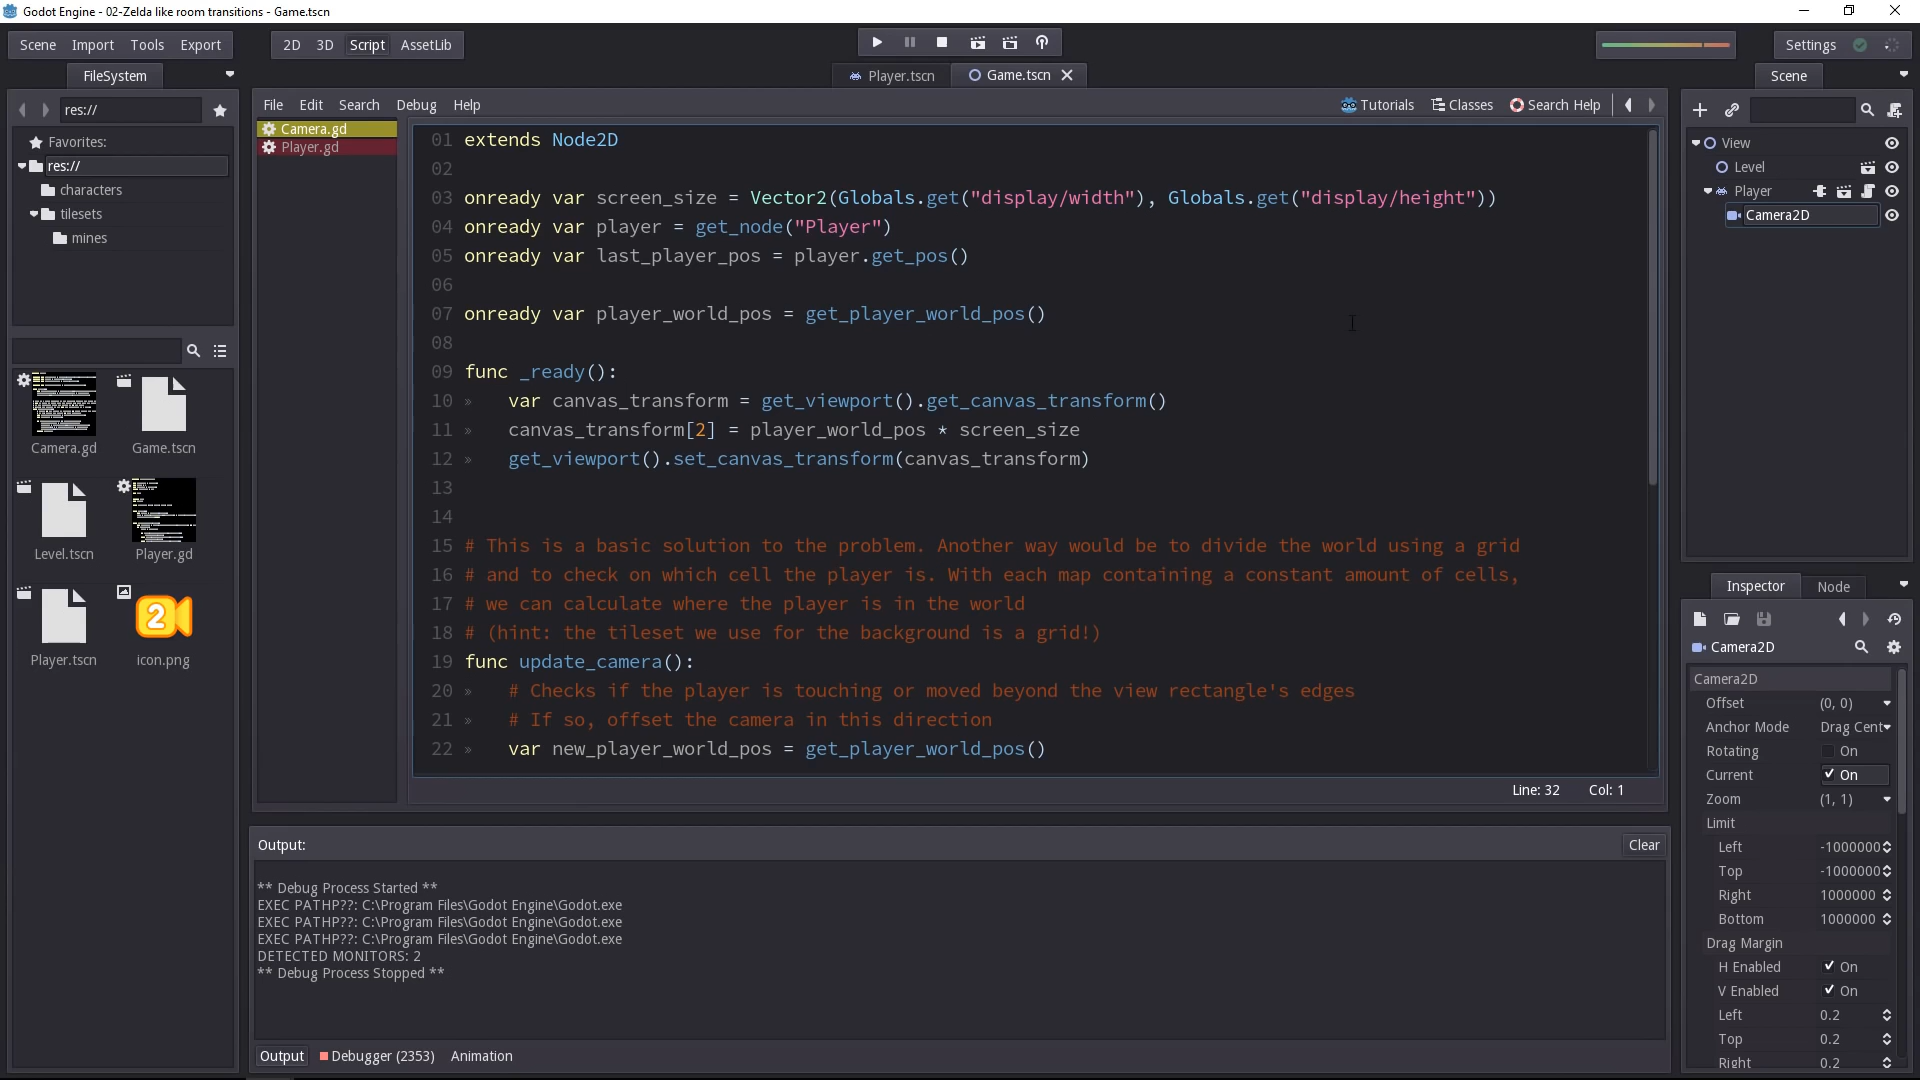 Godot Engine - 02-Zelda like room transitions - Game.tscn
Scene Import Tools Export
2D 3D Script AssetLib
Settings
FileSystem
Player.tscn
Game.tscn
Scene
res://
Favorites:
res://
characters
tilesets
mines
Camera.gd
Game.tscn
Level.tscn
Player.gd
Player.tscn
2
icon.png
File Edit Search Debug Help
Tutorials Classes Search Help
Camera.gd
Player.gd
01 extends Node2D
02
03 onready var screen_size = Vector2(Globals.get("display/width"), Globals.get("display/height"))
04 onready var player = get_node("Player")
05 onready var last_player_pos = player.get_pos()
06
07 onready var player_world_pos = get_player_world_pos()
08
09 func _ready():
10 » var canvas_transform = get_viewport().get_canvas_transform()
11 » canvas_transform[2] = player_world_pos * screen_size
12 » get_viewport().set_canvas_transform(canvas_transform)
13
14
15 # This is a basic solution to the problem. Another way would be to divide the world using a grid
16 # and to check on which cell the player is. With each map containing a constant amount of cells,
17 # we can calculate where the player is in the world
18 # (hint: the tileset we use for the background is a grid!)
19 func update_camera():
20 » # Checks if the player is touching or moved beyond the view rectangle's edges
21 » # If so, offset the camera in this direction
22 » var new_player_world_pos = get_player_world_pos()
Line: 32 Col: 1
Output:
Clear
** Debug Process Started **
EXEC PATHP??: C:\Program Files\Godot Engine\Godot.exe
EXEC PATHP??: C:\Program Files\Godot Engine\Godot.exe
EXEC PATHP??: C:\Program Files\Godot Engine\Godot.exe
DETECTED MONITORS: 2
** Debug Process Stopped **
Output Debugger (2353) Animation
View
Level
Player
Camera2D
Inspector Node
Camera2D
Camera2D
Offset (0, 0)
Anchor Mode Drag Cent
Rotating On
Current On
Zoom (1, 1)
Limit
Left -1000000
Top -1000000
Right 1000000
Bottom 1000000
Drag Margin
H Enabled On
V Enabled On
Left 0.2
Top 0.2
Right 0.2